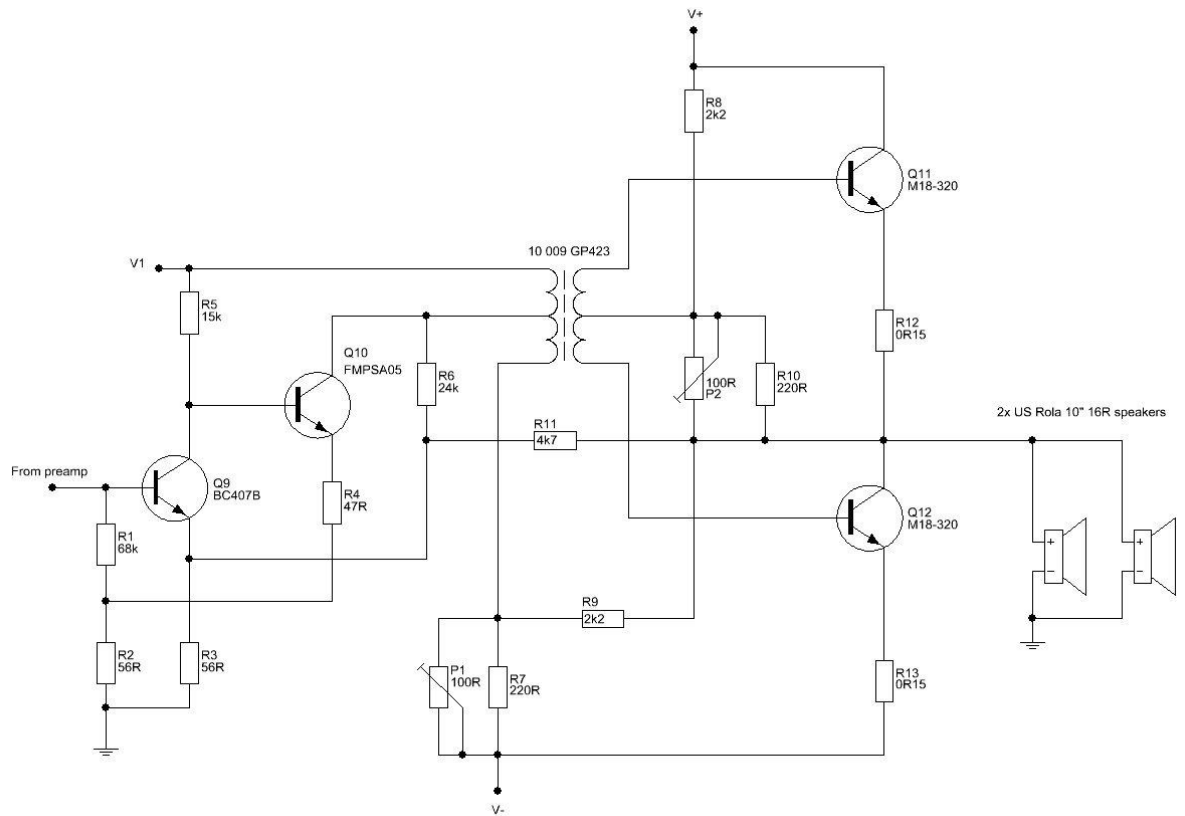 V+
R8
2k2
Q11
M18-320
10 009 GP423
V1
R5
15k
R12
0R15
Q10
FMPSA05
R6
24k
100R
P2
R10
220R
2x US Rola 10" 16R speakers
R11
4k7
From preamp
Q9
BC407B
R4
47R
Q12
M18-320
R1
68k
+
+
-
-
R9
2k2
R2
56R
R3
56R
P1
100R
R7
220R
R13
0R15
V-